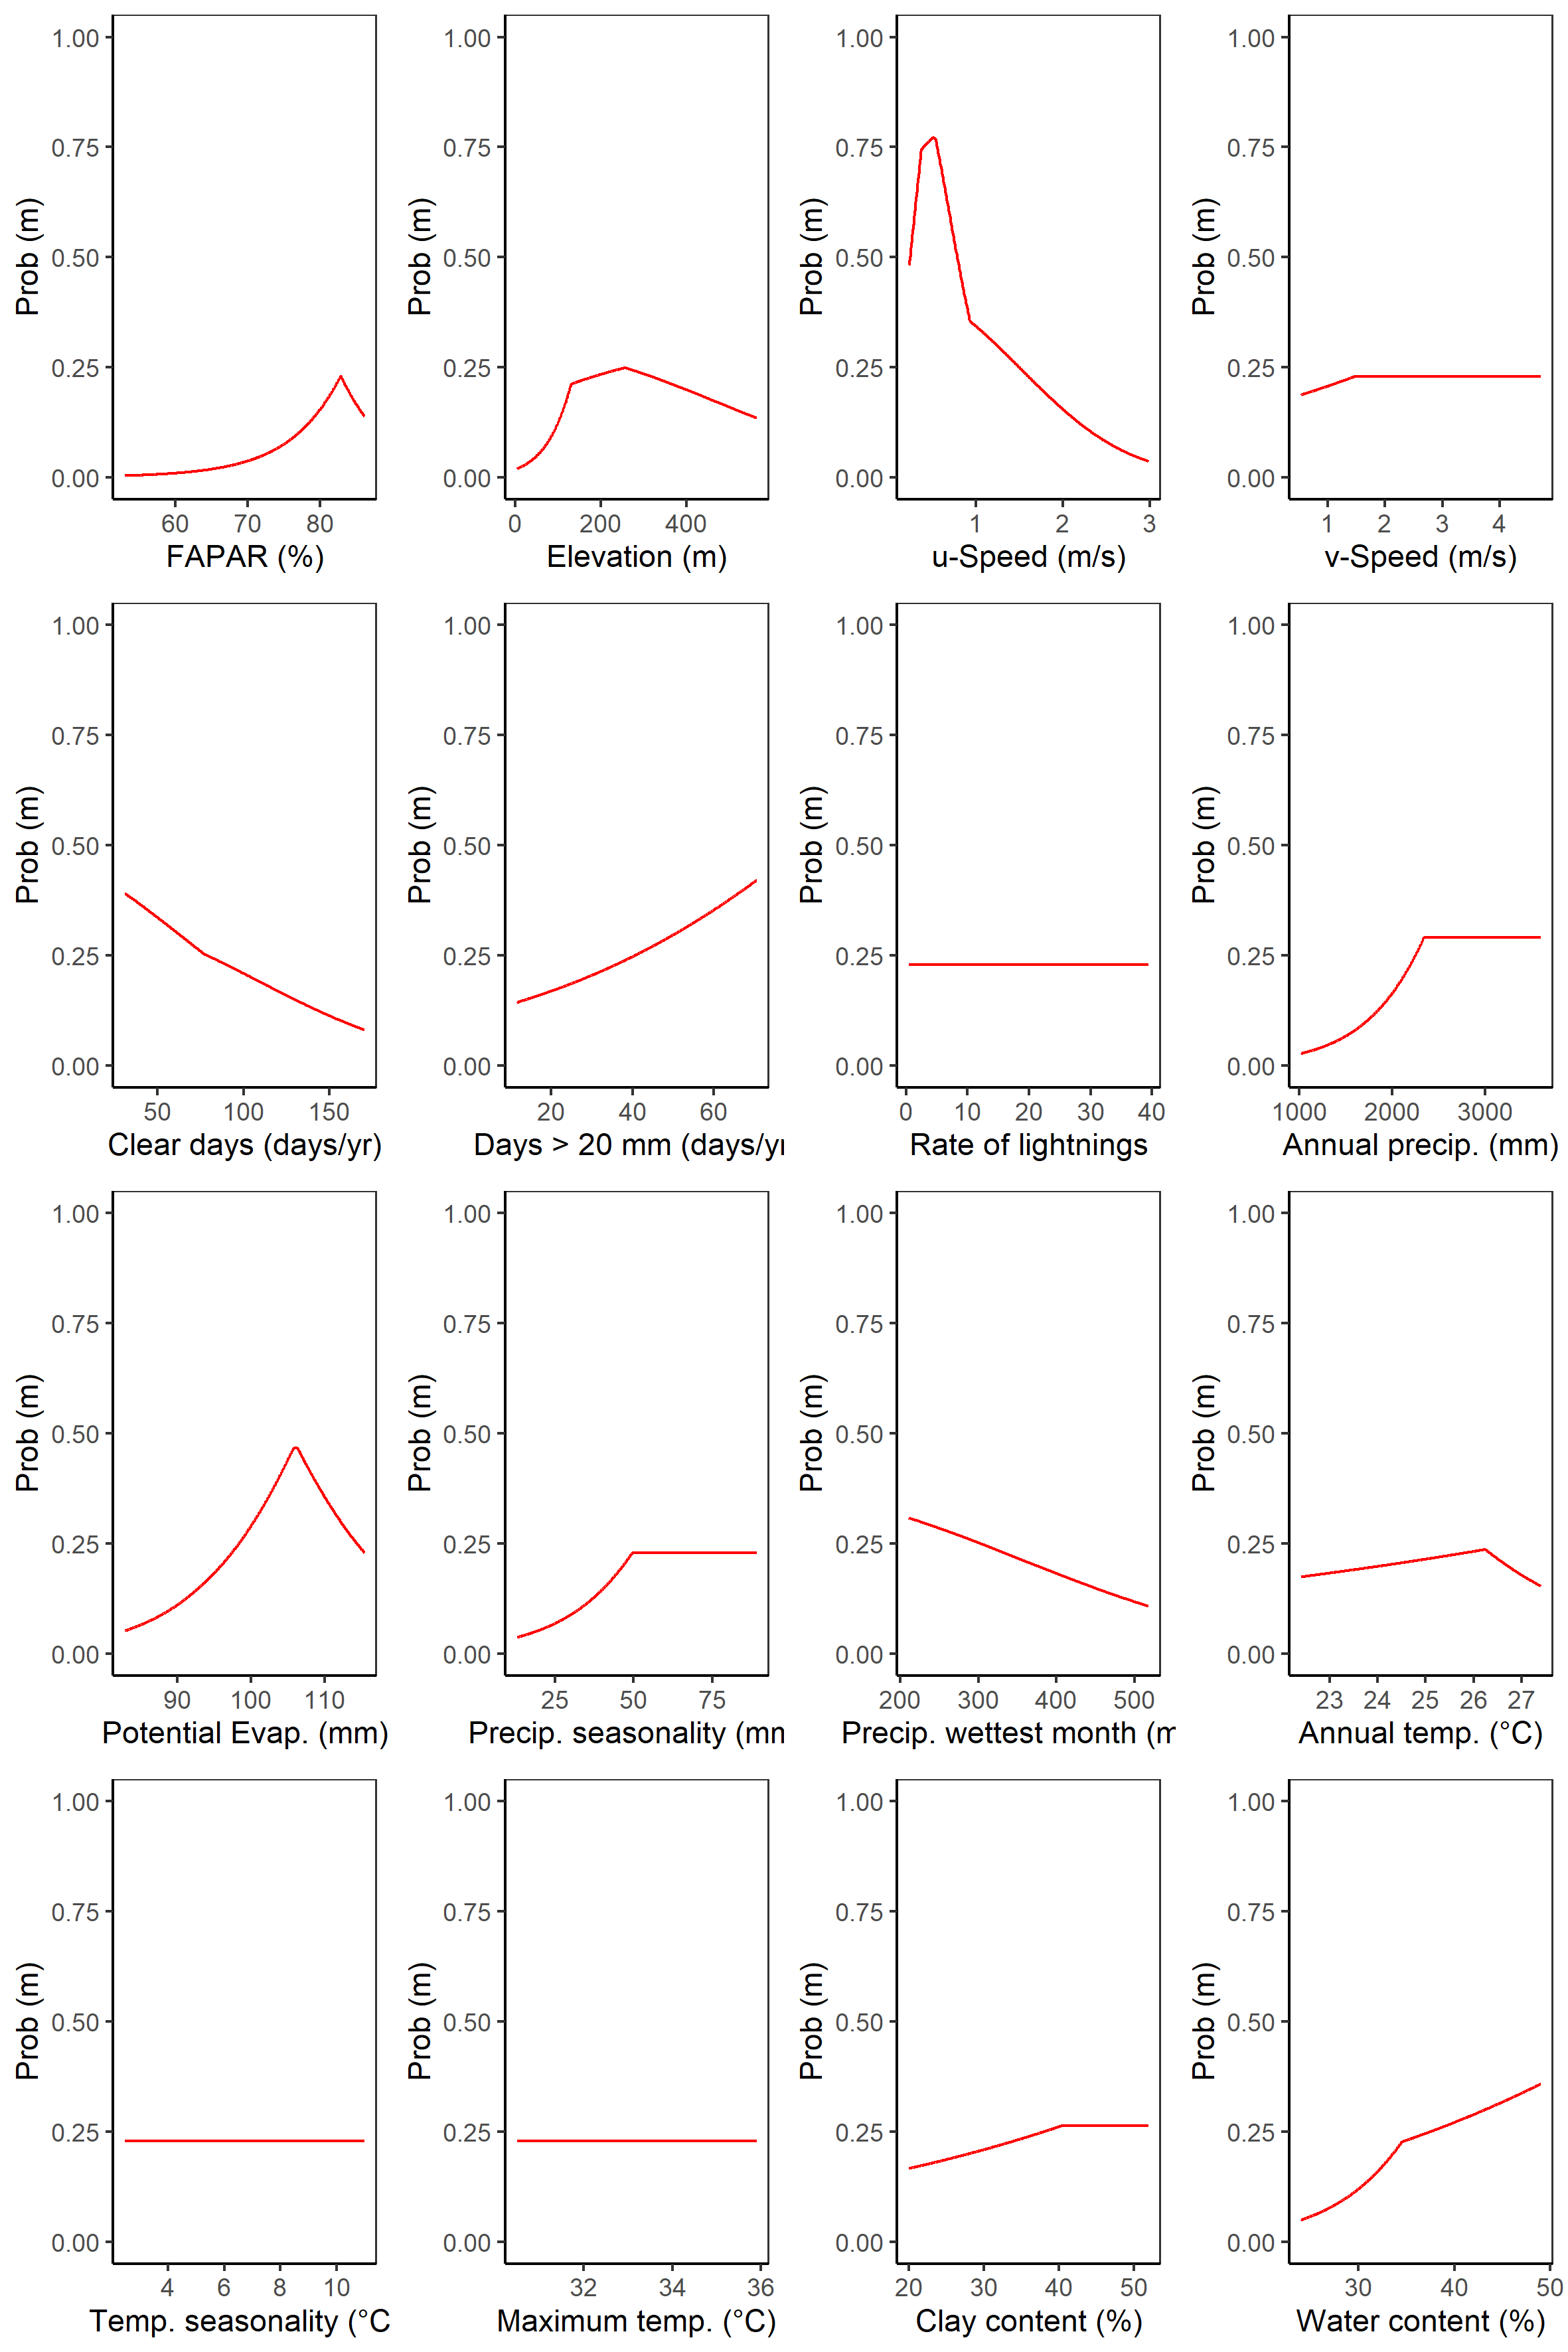 1.00
0.75
0.50
0.25
0.00
Prob (m)
60 70 80
FAPAR (%)
1.00
0.75
0.50
0.25
0.00
Prob (m)
0 200 400
Elevation (m)
1.00
0.75
0.50
0.25
0.00
Prob (m)
1 2 3
u-Speed (m/s)
1.00
0.75
0.50
0.25
0.00
Prob (m)
1 2 3 4
v-Speed (m/s)
1.00
0.75
0.50
0.25
0.00
Prob (m)
50 100 150
Clear days (days/yr)
1.00
0.75
0.50
0.25
0.00
Prob (m)
20 40 60
Days > 20 mm (days/yr
1.00
0.75
0.50
0.25
0.00
Prob (m)
0 10 20 30 40
Rate of lightnings
1.00
0.75
0.50
0.25
0.00
Prob (m)
1000 2000 3000
Annual precip. (mm)
1.00
0.75
0.50
0.25
0.00
Prob (m)
90 100 110
Potential Evap. (mm)
1.00
0.75
0.50
0.25
0.00
Prob (m)
25 50 75
Precip. seasonality (mm
1.00
0.75
0.50
0.25
0.00
Prob (m)
200 300 400 500
Precip. wettest month (m
1.00
0.75
0.50
0.25
0.00
Prob (m)
23 24 25 26 27
Annual temp. (°C)
1.00
0.75
0.50
0.25
0.00
Prob (m)
4 6 8 10
Temp. seasonality (°C
1.00
0.75
0.50
0.25
0.00
Prob (m)
32 34 36
Maximum temp. (°C)
1.00
0.75
0.50
0.25
0.00
Prob (m)
20 30 40 50
Clay content (%)
1.00
0.75
0.50
0.25
0.00
Prob (m)
30 40 50
Water content (%)